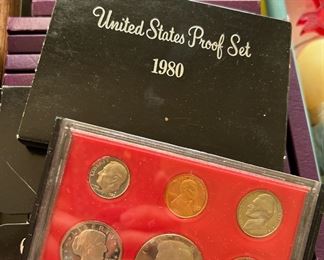 United States Proof Set
1980